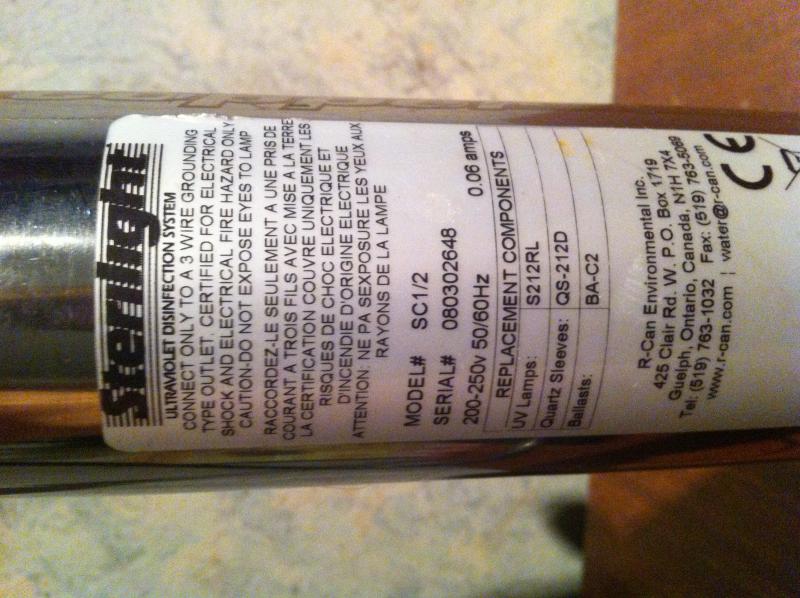 Sterilight
ULTRAVIOLET DISINFECTION SYSTEM
CONNECT ONLY TO A 3 WIRE GROUNDING
TYPE OUTLET, CERTIFIED FOR ELECTRICAL
SHOCK AND ELECTRICAL FIRE HAZARD ONLY
CAUTION-DO NOT EXPOSE EYES TO LAMP
RACCORDEZ-LE SEULEMENT A UNE PRIS DE
COURANT A TROIS FILS AVEC MISE A LA TERRE
LA CERTIFICATION COUVRE UNIQUEMENT LES
RISQUES DE CHOC ELECTRIQUE ET
D'INCENDIE D'ORIGINE ELECTRIQUE
ATTENTION: NE PA SEXPOSURE LES YEUX AUX
RAYONS DE LA LAMPE
MODEL# SC1/2
SERIAL# 080302648
200-250v 50/60Hz 0.06 amps
REPLACEMENT COMPONENTS
UV Lamps: S212RL
Quartz Sleeves: QS-212D
Ballasts: BA-C2
R-Can Environmental Inc.
425 Clair Rd. W. P.O. Box 1719
Guelph, Ontario, Canada, N1H 7X4
Tel: (519) 763-1032 Fax: (519) 763-5069
www.r-can.com | water@r-can.com
CE